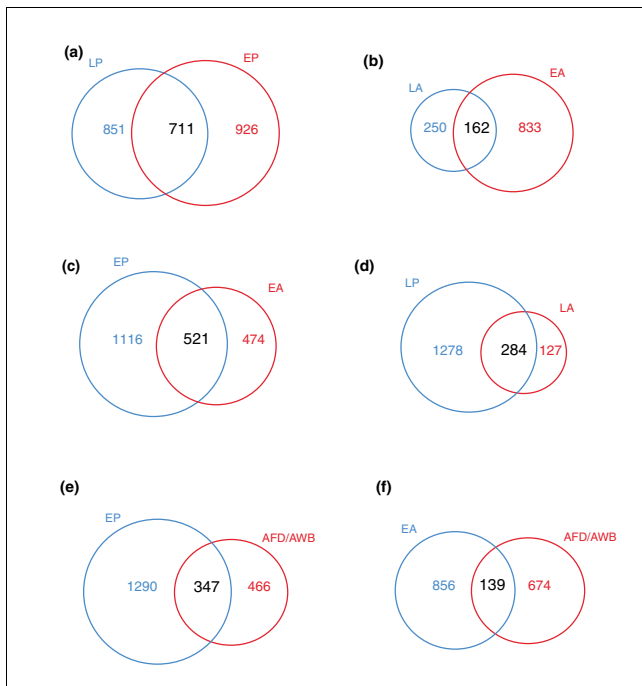 (a)
LP
EP
851
711
926
(b)
LA
EA
250
162
833
(c)
EP
EA
1116
521
474
(d)
LP
LA
1278
284
127
(e)
EP
AFD/AWB
1290
347
466
(f)
EA
AFD/AWB
856
139
674